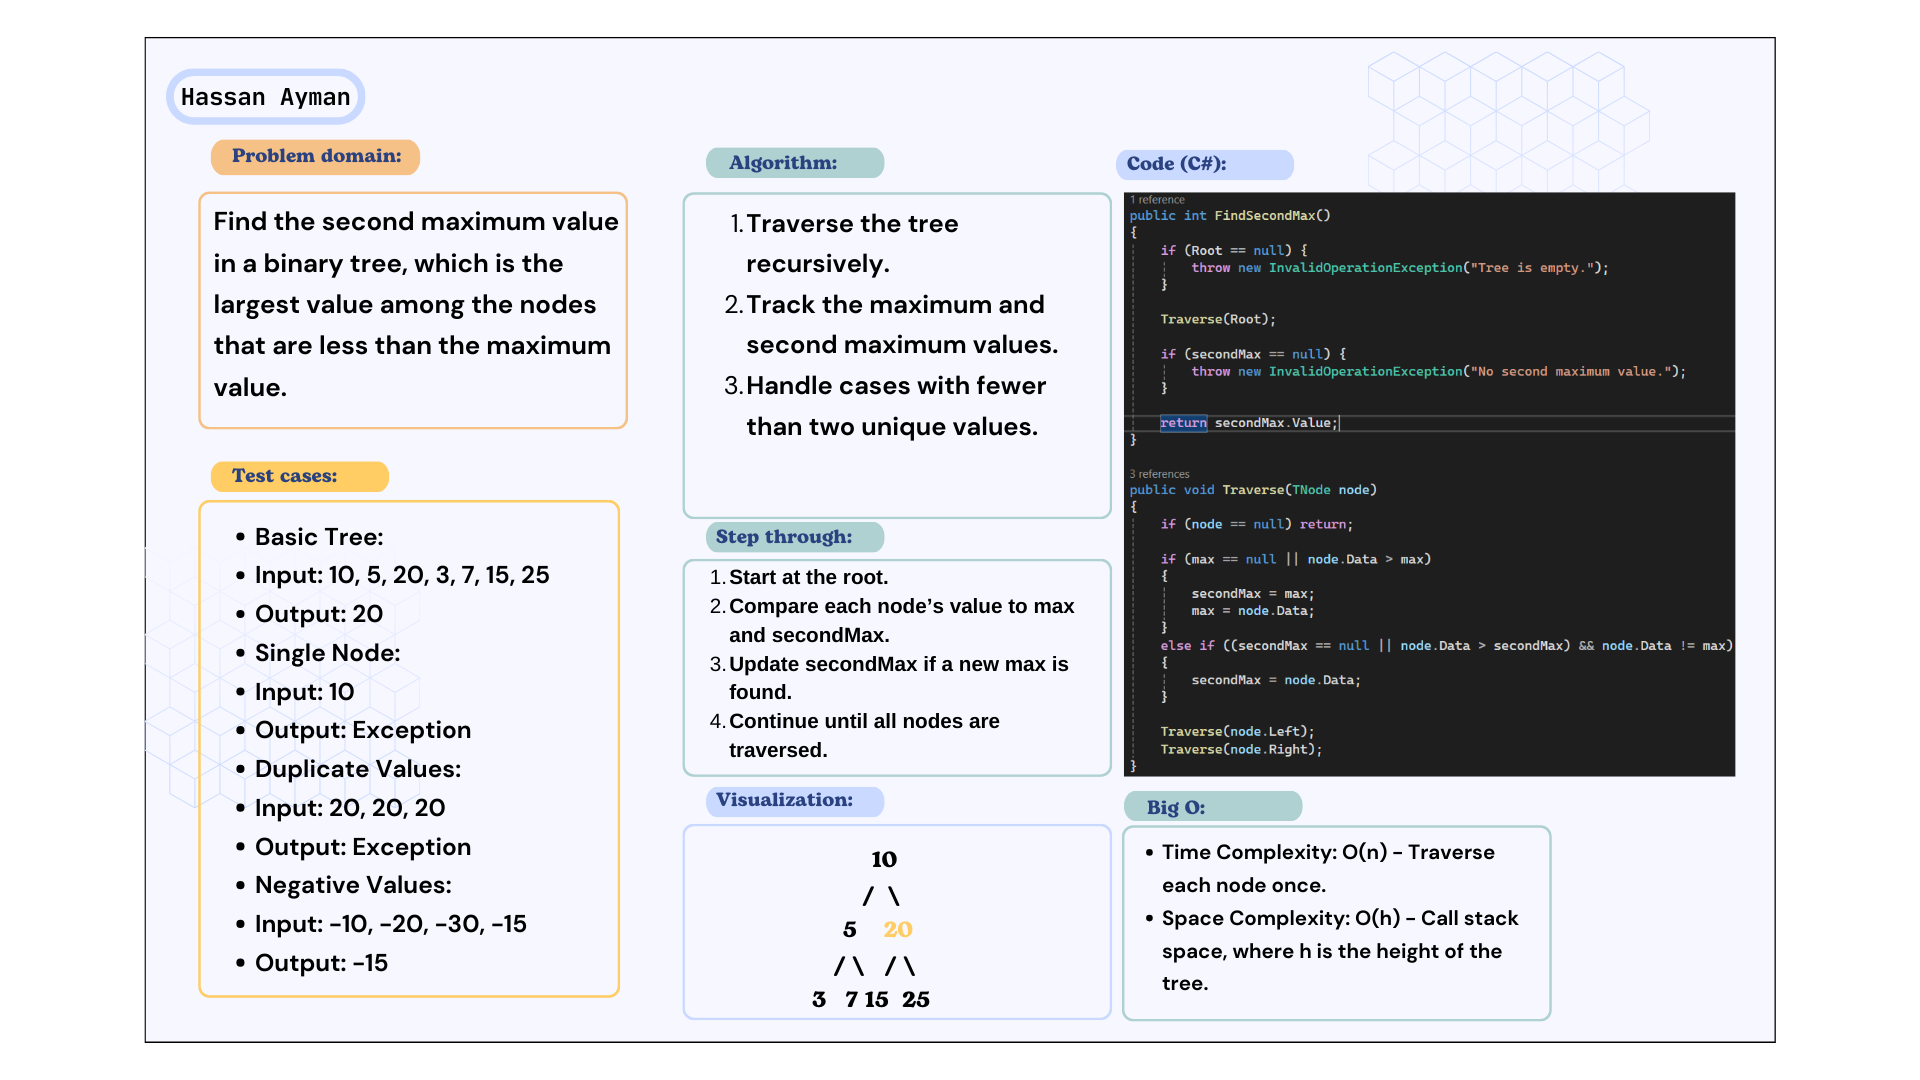 Hassan Ayman
Problem domain:
Find the second maximum value
in a binary tree, which is the
largest value among the nodes
that are less than the maximum
value.
Test cases:
• Basic Tree:
• Input: 10, 5, 20, 3, 7, 15, 25
• Output: 20
• Single Node:
• Input: 10
• Output: Exception
• Duplicate Values:
• Input: 20, 20, 20
• Output: Exception
• Negative Values:
• Input: -10, -20, -30, -15
• Output: -15
Algorithm:
1. Traverse the tree
recursively.
2. Track the maximum and
second maximum values.
3. Handle cases with fewer
than two unique values.
Step through:
1. Start at the root.
2. Compare each node's value to max
and secondMax.
3. Update secondMax if a new max is
found.
4. Continue until all nodes are
traversed.
Visualization:
10
/ \
5 20
/ \ / \
3 7 15 25
Code (C#):
1 reference
public int FindSecondMax()
{
if (Root == null) {
throw new InvalidOperationException("Tree is empty.");
}
Traverse(Root);
if (secondMax == null) {
throw new InvalidOperationException("No second maximum value.");
}
return secondMax.Value;
}
3 references
public void Traverse(TNode node)
{
if (node == null) return;
if (max == null || node.Data > max)
{
secondMax = max;
max = node.Data;
}
else if ((secondMax == null || node.Data > secondMax) && node.Data != max)
{
secondMax = node.Data;
}
Traverse(node.Left);
Traverse(node.Right);
}
Big O:
• Time Complexity: O(n) - Traverse
each node once.
• Space Complexity: O(h) - Call stack
space, where h is the height of the
tree.